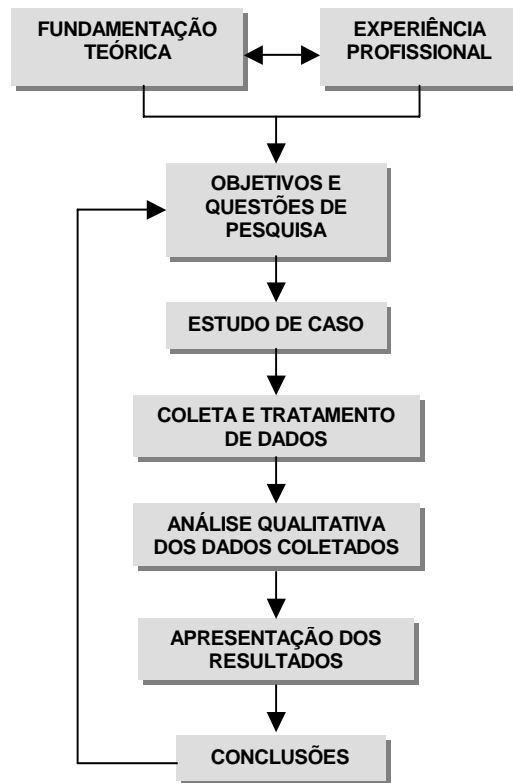 FUNDAMENTAÇÃO
TEÓRICA
EXPERIÊNCIA
PROFISSIONAL
OBJETIVOS E
QUESTÕES DE
PESQUISA
ESTUDO DE CASO
COLETA E TRATAMENTO
DE DADOS
ANÁLISE QUALITATIVA
DOS DADOS COLETADOS
APRESENTAÇÃO DOS
RESULTADOS
CONCLUSÕES